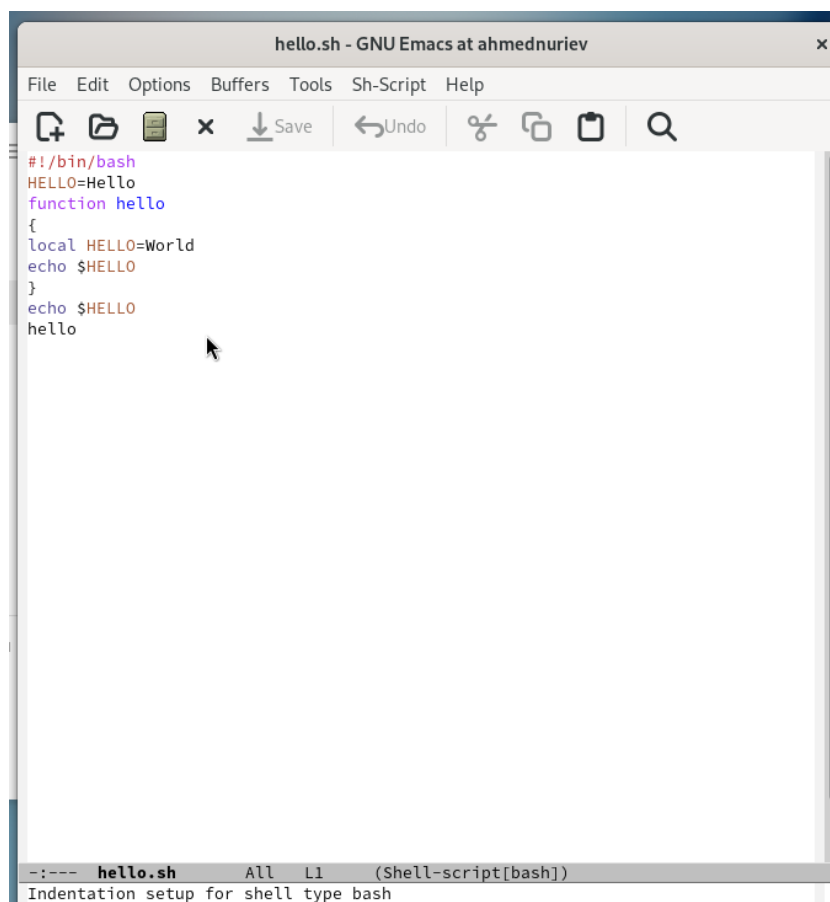 hello.sh - GNU Emacs at ahmednuriev
File Edit Options Buffers Tools Sh-Script Help
Save Undo
#!/bin/bash
HELLO=Hello
function hello
{
local HELLO=World
echo $HELLO
}
echo $HELLO
hello
-:--- hello.sh All L1 (Shell-script[bash])
Indentation setup for shell type bash